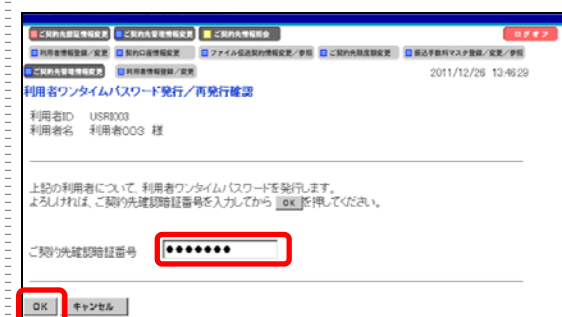 ご契約先暗証情報変更 ご契約先管理情報変更 ご契約先情報照会 ログオフ
利用者情報登録/変更 契約口座情報変更 ファイル伝送契約情報変更/参照 ご契約先限度額変更 振込手数料マスタ登録/変更/参照
ご契約先管理情報変更 利用者情報登録/変更 2011/12/26 13:46:29
利用者ワンタイムパスワード発行/再発行確認
利用者ID USRI003
利用者名 利用者003 様
上記の利用者について、利用者ワンタイムパスワードを発行します。
よろしければ、ご契約先確認暗証番号を入力してから OK を押してください。
ご契約先確認暗証番号 ●●●●●●●
OK キャンセル